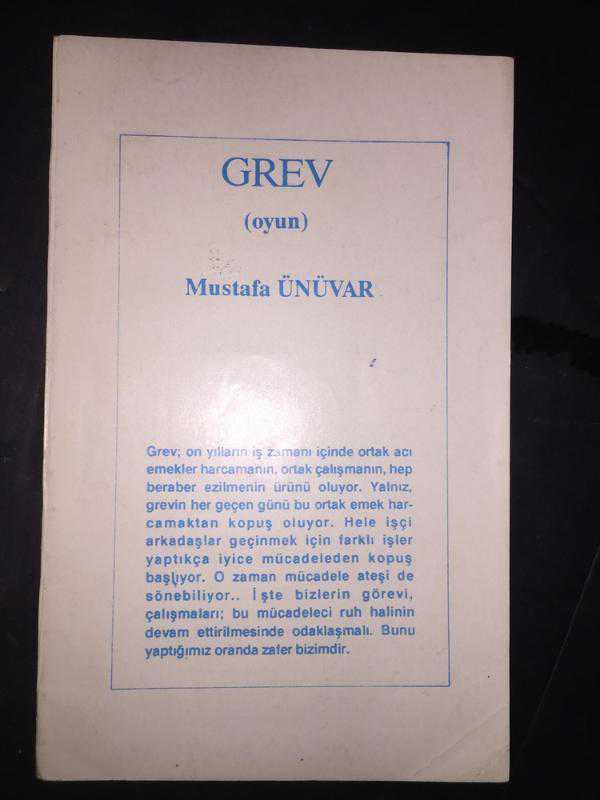 GREV
(oyun)
Mustafa ÜNÜVAR
Grev; on yılların iş zamanı içinde ortak acı
emekler harcamanın, ortak çalışmanın, hep
beraber ezilmenin ürünü oluyor. Yalnız,
grevin her geçen günü bu ortak emek har-
camaktan kopuş oluyor. Hele işçi
arkadaşlar geçinmek için farklı işler
yaptıkça iyice mücadeleden kopuş
başlıyor. O zaman mücadele ateşi de
sönebiliyor.. İşte bizlerin görevi,
çalışmaları; bu mücadeleci ruh halinin
devam ettirilmesinde odaklaşmalı. Bunu
yaptığımız oranda zafer bizimdir.